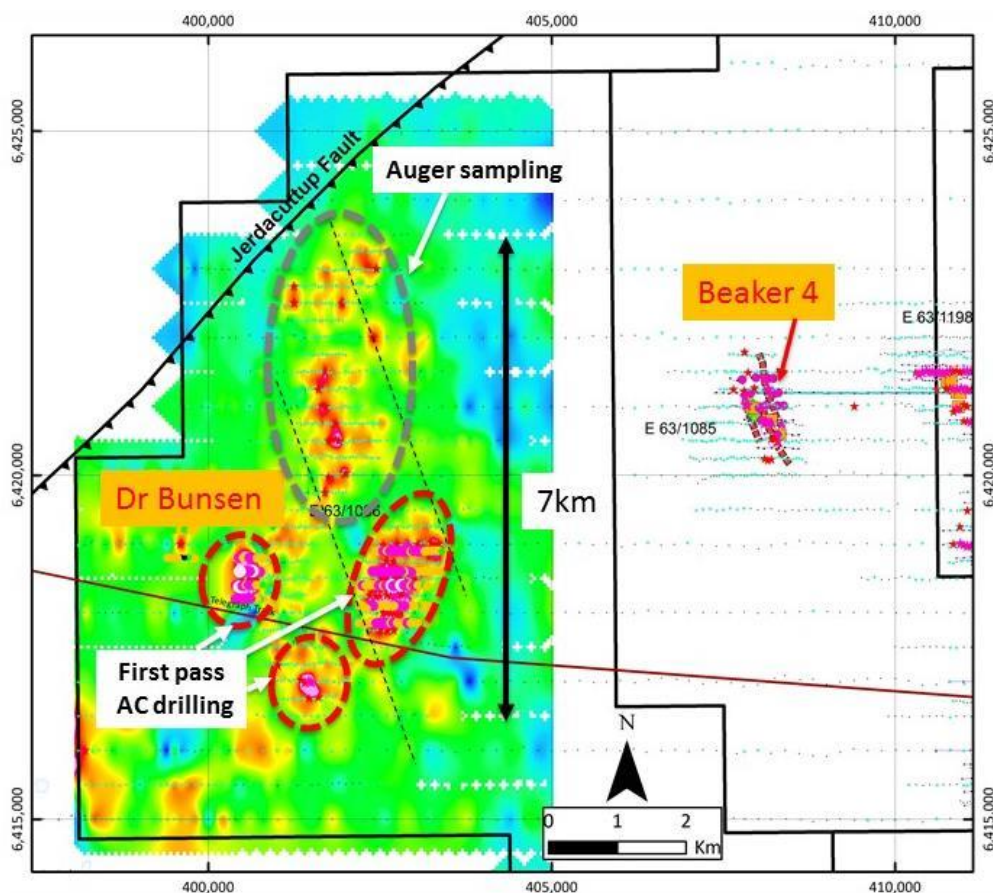 400,000
405,000
410,000
6,425,000
6,425,000
Jerdacuttup Fault
Auger sampling
Beaker 4
E 63/1198
E 63/1085
6,420,000
6,420,000
Dr Bunsen
7km
Telegraph Track
First pass
AC drilling
N
0 1 2
Km
6,415,000
6,415,000
400,000
405,000
410,000